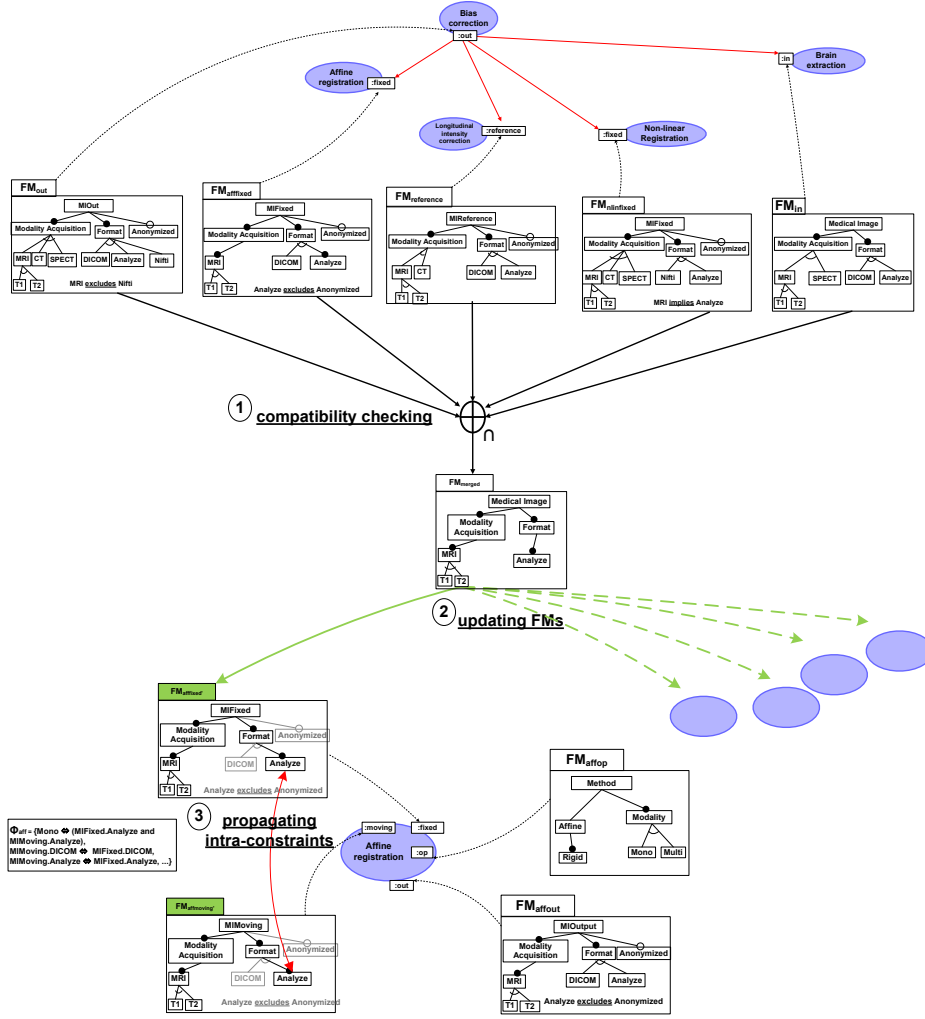 Bias
correction
:out
Affine
registration
:fixed
Longitudinal
intensity
correction
:reference
:fixed
Non-linear
Registration
:in
Brain
extraction
FMout
MIOut
Modality Acquisition
Format
Anonymized
MRI
CT
SPECT
DICOM
Analyze
Nifti
T1
T2
MRI excludes Nifti
FMafffixed
MIFixed
Modality Acquisition
Format
Anonymized
MRI
DICOM
Analyze
T1
T2
Analyze excludes Anonymized
FMreference
MIReference
Modality Acquisition
Format
Anonymized
MRI
CT
DICOM
Analyze
T1
T2
FMnlinfixed
MIFixed
Modality Acquisition
Format
Anonymized
MRI
CT
SPECT
Nifti
Analyze
T1
T2
MRI implies Analyze
FMin
Medical Image
Modality Acquisition
Format
MRI
SPECT
DICOM
Analyze
T1
T2
1 compatibility checking
∩
FMmerged
Medical Image
Modality
Acquisition
Format
MRI
Analyze
T1
T2
2 updating FMs
FMafffixed'
MIFixed
Modality
Acquisition
Format
Anonymized
MRI
DICOM
Analyze
T1
T2
Analyze excludes Anonymized
3 propagating
intra-constraints
Φaff = {Mono ⇔ (MIFixed.Analyze and
MIMoving.Analyze),
MIMoving.DICOM ⇔ MIFixed.DICOM,
MIMoving.Analyze ⇔ MIFixed.Analyze, ...}
:moving
:fixed
Affine
registration
:op
:out
FMaffop
Method
Affine
Modality
Rigid
Mono
Multi
FMaffmoving'
MIMoving
Modality
Acquisition
Format
Anonymized
MRI
DICOM
Analyze
T1
T2
Analyze excludes Anonymized
FMaffout
MIOutput
Modality
Acquisition
Format
Anonymized
MRI
DICOM
Analyze
T1
T2
Analyze excludes Anonymized